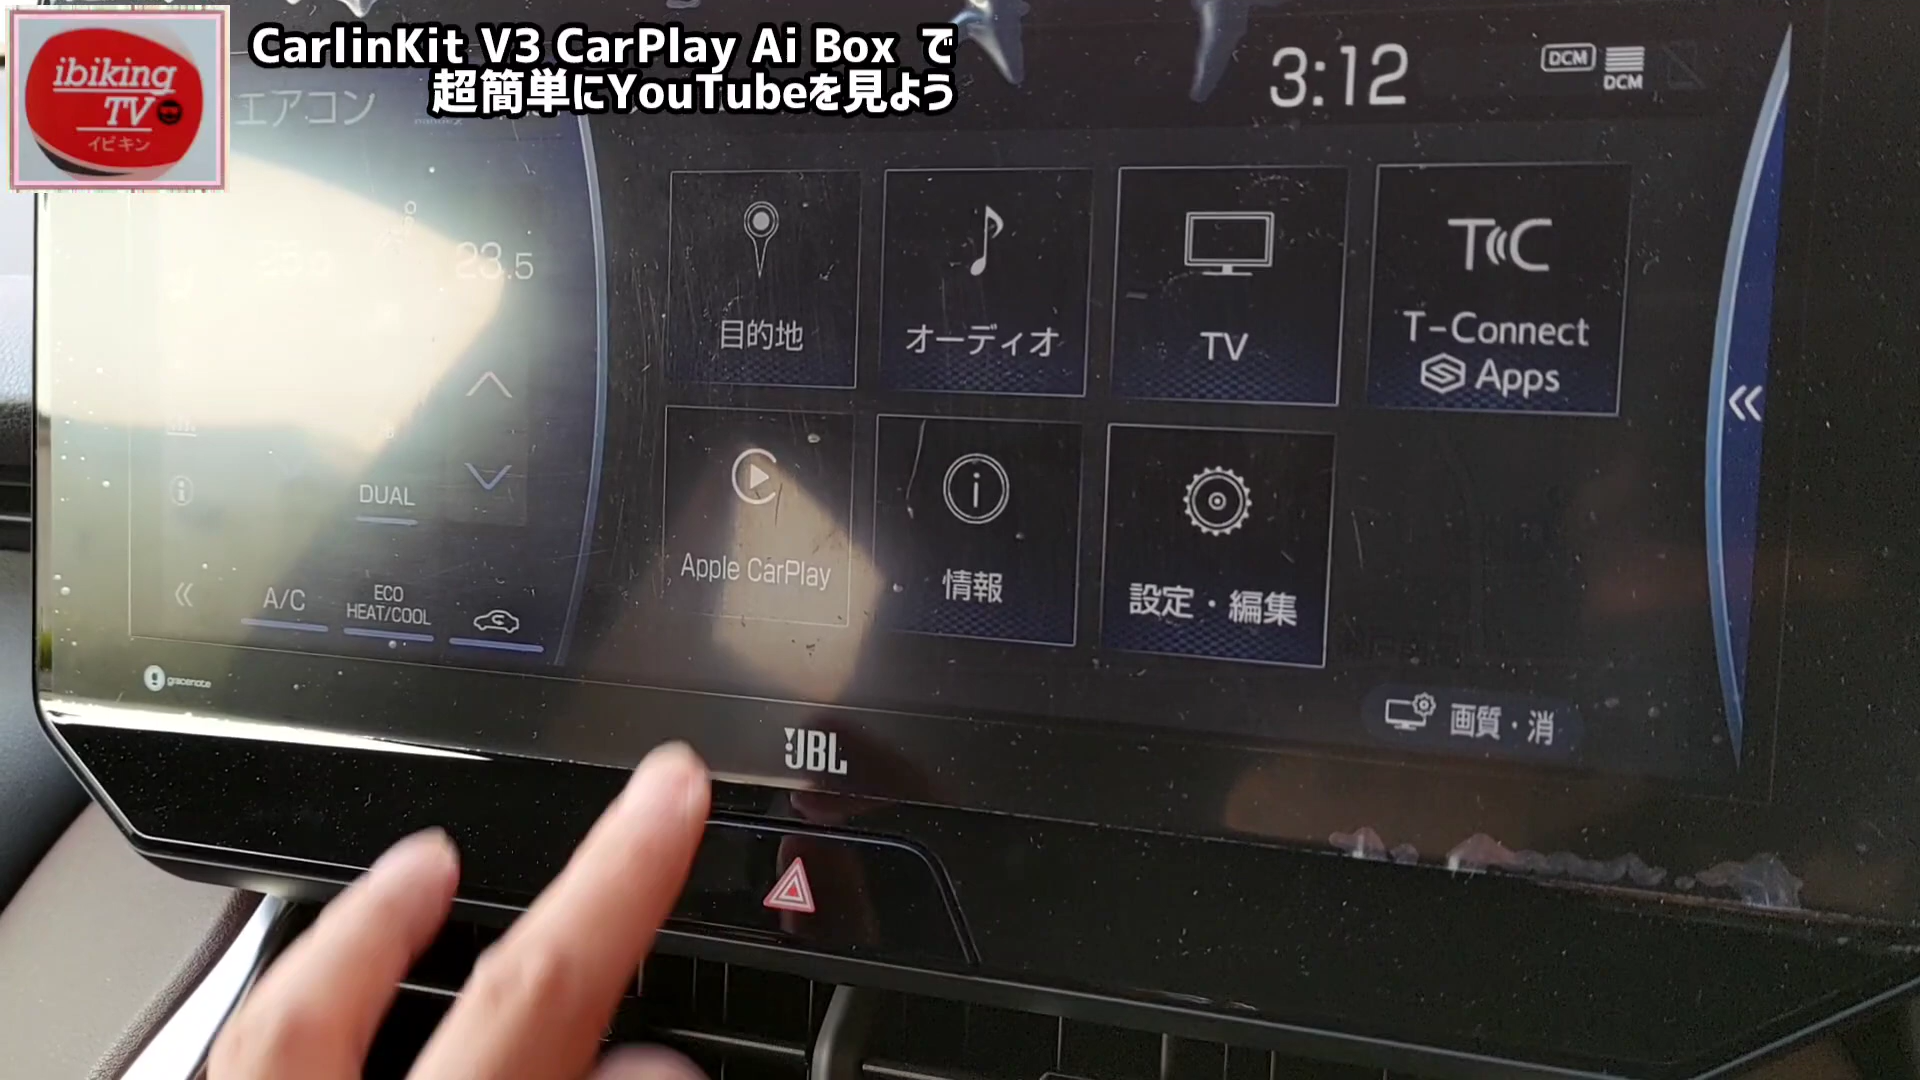 CarlinKit V3 CarPlay Ai Box で
超簡単にYouTubeを見よう
ibiking
TV
イビキン
エアコン
3:12
DCM
DCM
23.5
目的地
オーディオ
TV
T-Connect
Apps
DUAL
Apple CarPlay
情報
設定・編集
A/C
ECO
HEAT/COOL
gracenote
画質・消
JBL